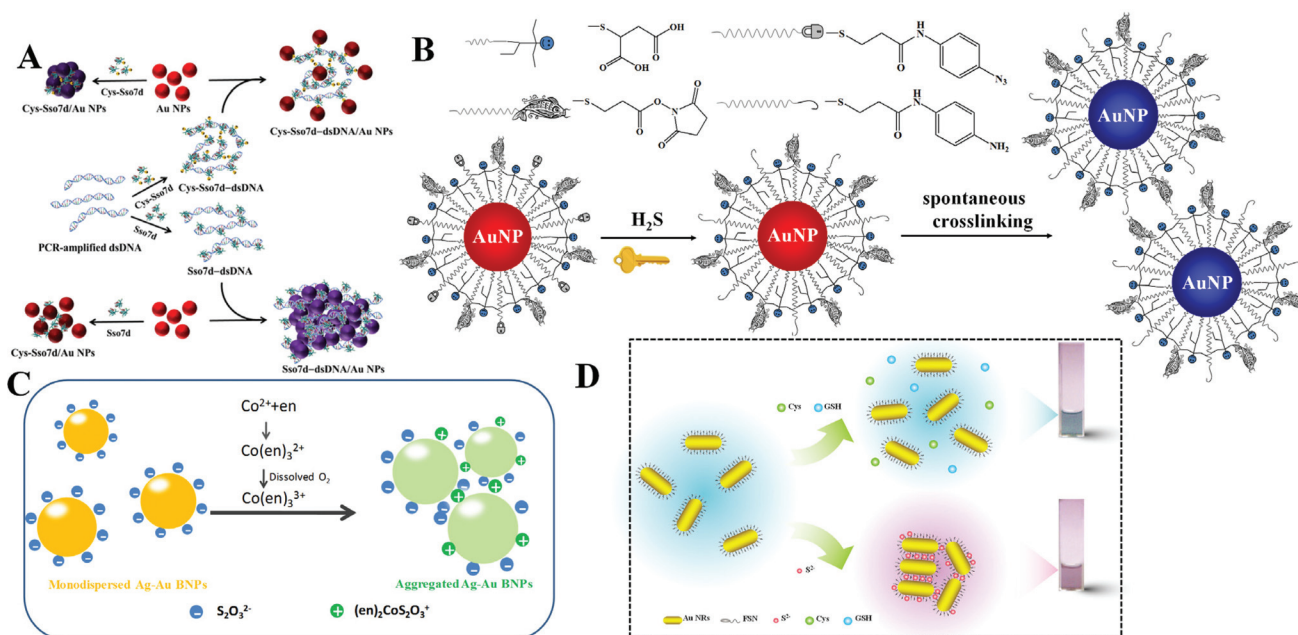 A
Cys-Sso7d
Cys-Sso7d/Au NPs
Au NPs
Cys-Sso7d-dsDNA/Au NPs
Cys-Sso7d
Cys-Sso7d-dsDNA
PCR-amplified dsDNA
Sso7d
Sso7d-dsDNA
Sso7d
Cys-Sso7d/Au NPs
Sso7d-dsDNA/Au NPs
B
S
O
OH
OH
O
S
O
H
N
N₃
S
O
O
N
O
O
S
O
H
N
NH₂
AuNP
H₂S
AuNP
spontaneous
crosslinking
AuNP
AuNP
C
Co²⁺+en
Co(en)₃²⁺
Dissolved O₂
Co(en)₃³⁺
Monodispersed Ag-Au BNPs
Aggregated Ag-Au BNPs
S₂O₃²⁻
(en)₂CoS₂O₃⁺
D
Cys
GSH
S²⁻
Au NRs
FSN
S²⁻
Cys
GSH